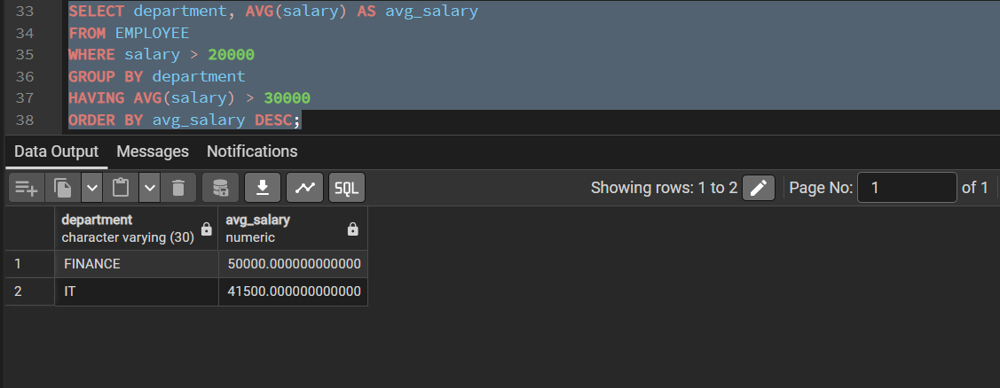 33 SELECT department, AVG(salary) AS avg_salary
34 FROM EMPLOYEE
35 WHERE salary > 20000
36 GROUP BY department
37 HAVING AVG(salary) > 30000
38 ORDER BY avg_salary DESC;
Data Output Messages Notifications
SQL Showing rows: 1 to 2 Page No: 1 of 1
department avg_salary
character varying (30) numeric
1 FINANCE 50000.000000000000
2 IT 41500.000000000000